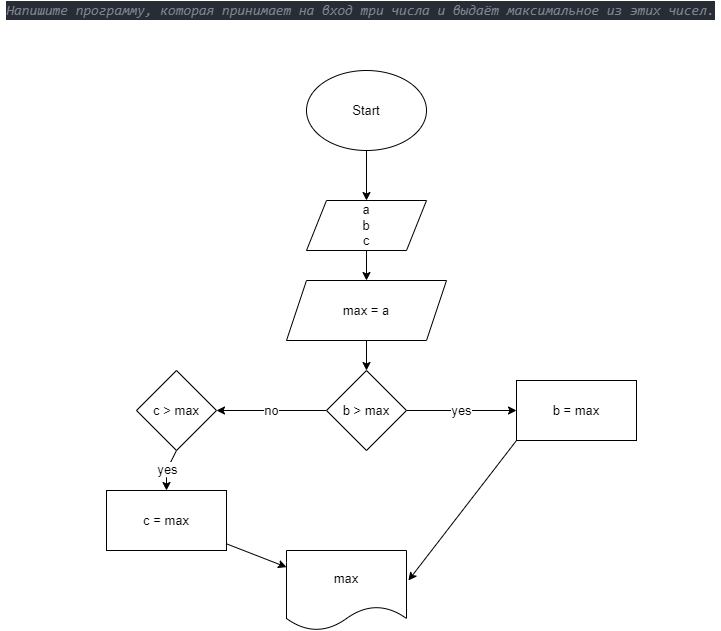 Напишите программу, которая принимает на вход три числа и выдаёт максимальное из этих чисел.
Start
a
b
c
max = a
c > max
no
b > max
yes
b = max
yes
c = max
max